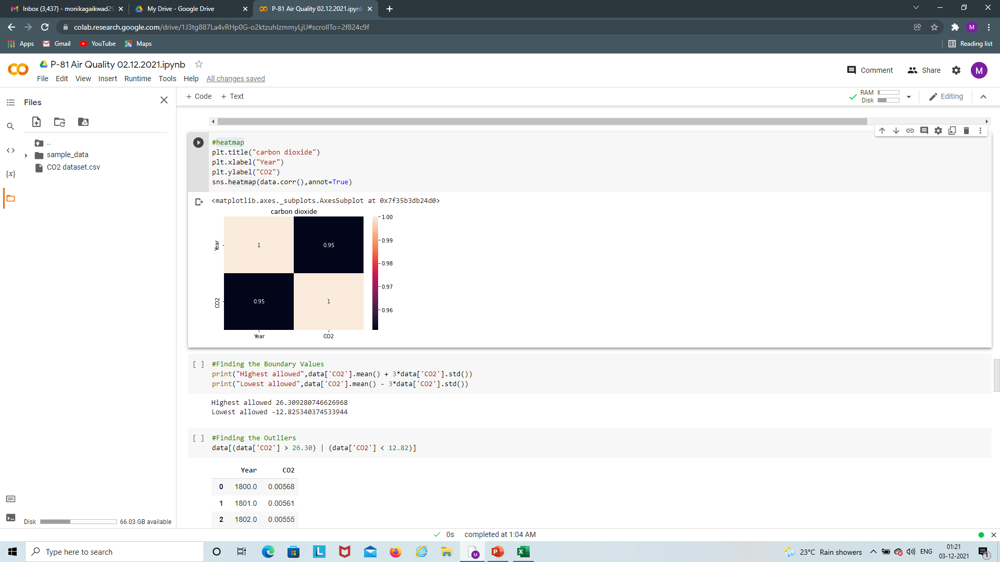 Inbox (3,437) - monikagaikwad29
My Drive - Google Drive
P-81 Air Quality 02.12.2021.ipynb
colab.research.google.com/drive/1J3tg887La4vRHp0G-o2ktzuhIzmmyLjU#scrollTo=2f824c9f
M
Apps
Gmail
YouTube
Maps
Reading list
P-81 Air Quality 02.12.2021.ipynb
Comment
Share
M
File Edit View Insert Runtime Tools Help All changes saved
Files
+ Code + Text
RAM
Disk
Editing
..
sample_data
CO2 dataset.csv
{x}
#heatmap
plt.title("carbon dioxide")
plt.xlabel("Year")
plt.ylabel("CO2")
sns.heatmap(data.corr(),annot=True)
<matplotlib.axes._subplots.AxesSubplot at 0x7f35b3db24d0>
carbon dioxide
1.00
0.99
0.98
0.97
0.96
Year
1
0.95
CO2
0.95
1
Year
CO2
[ ] #Finding the Boundary Values
print("Highest allowed",data['CO2'].mean() + 3*data['CO2'].std())
print("Lowest allowed",data['CO2'].mean() - 3*data['CO2'].std())
Highest allowed 26.309280746626968
Lowest allowed -12.825340374533944
[ ] #Finding the Outliers
data[(data['CO2'] > 26.30) | (data['CO2'] < 12.82)]
Year CO2
0 1800.0 0.00568
1 1801.0 0.00561
2 1802.0 0.00555
Disk 66.03 GB available
0s completed at 1:04 AM
Type here to search
23°C Rain showers
ENG
01:21
03-12-2021
1